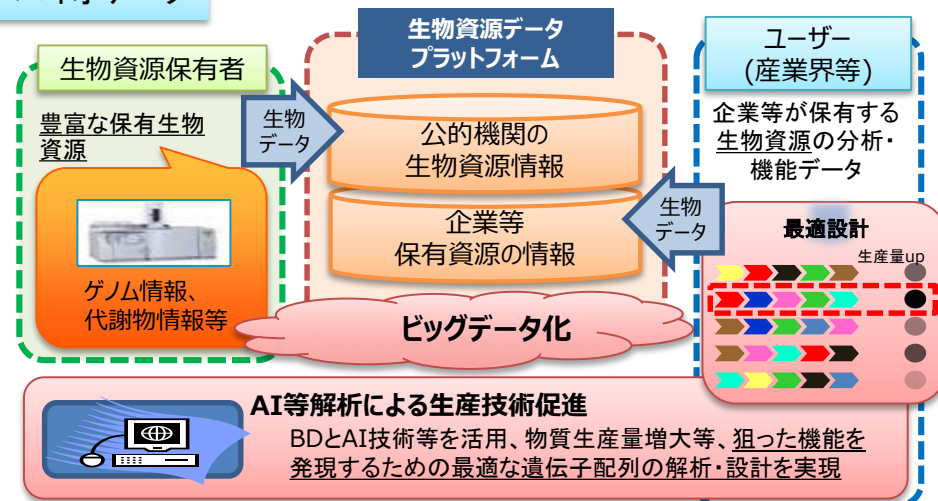 生物資源データ
プラットフォーム
生物資源保有者
ユーザー
(産業界等)
豊富な保有生物
資源
生物
データ
公的機関の
生物資源情報
企業等が保有する
生物資源の分析・
機能データ
企業等
保有資源の情報
生物
データ
最適設計
生産量up
ゲノム情報、
代謝物情報等
ビッグデータ化
AI等解析による生産技術促進
BDとAI技術等を活用、物質生産量増大等、狙った機能を
発現するための最適な遺伝子配列の解析・設計を実現